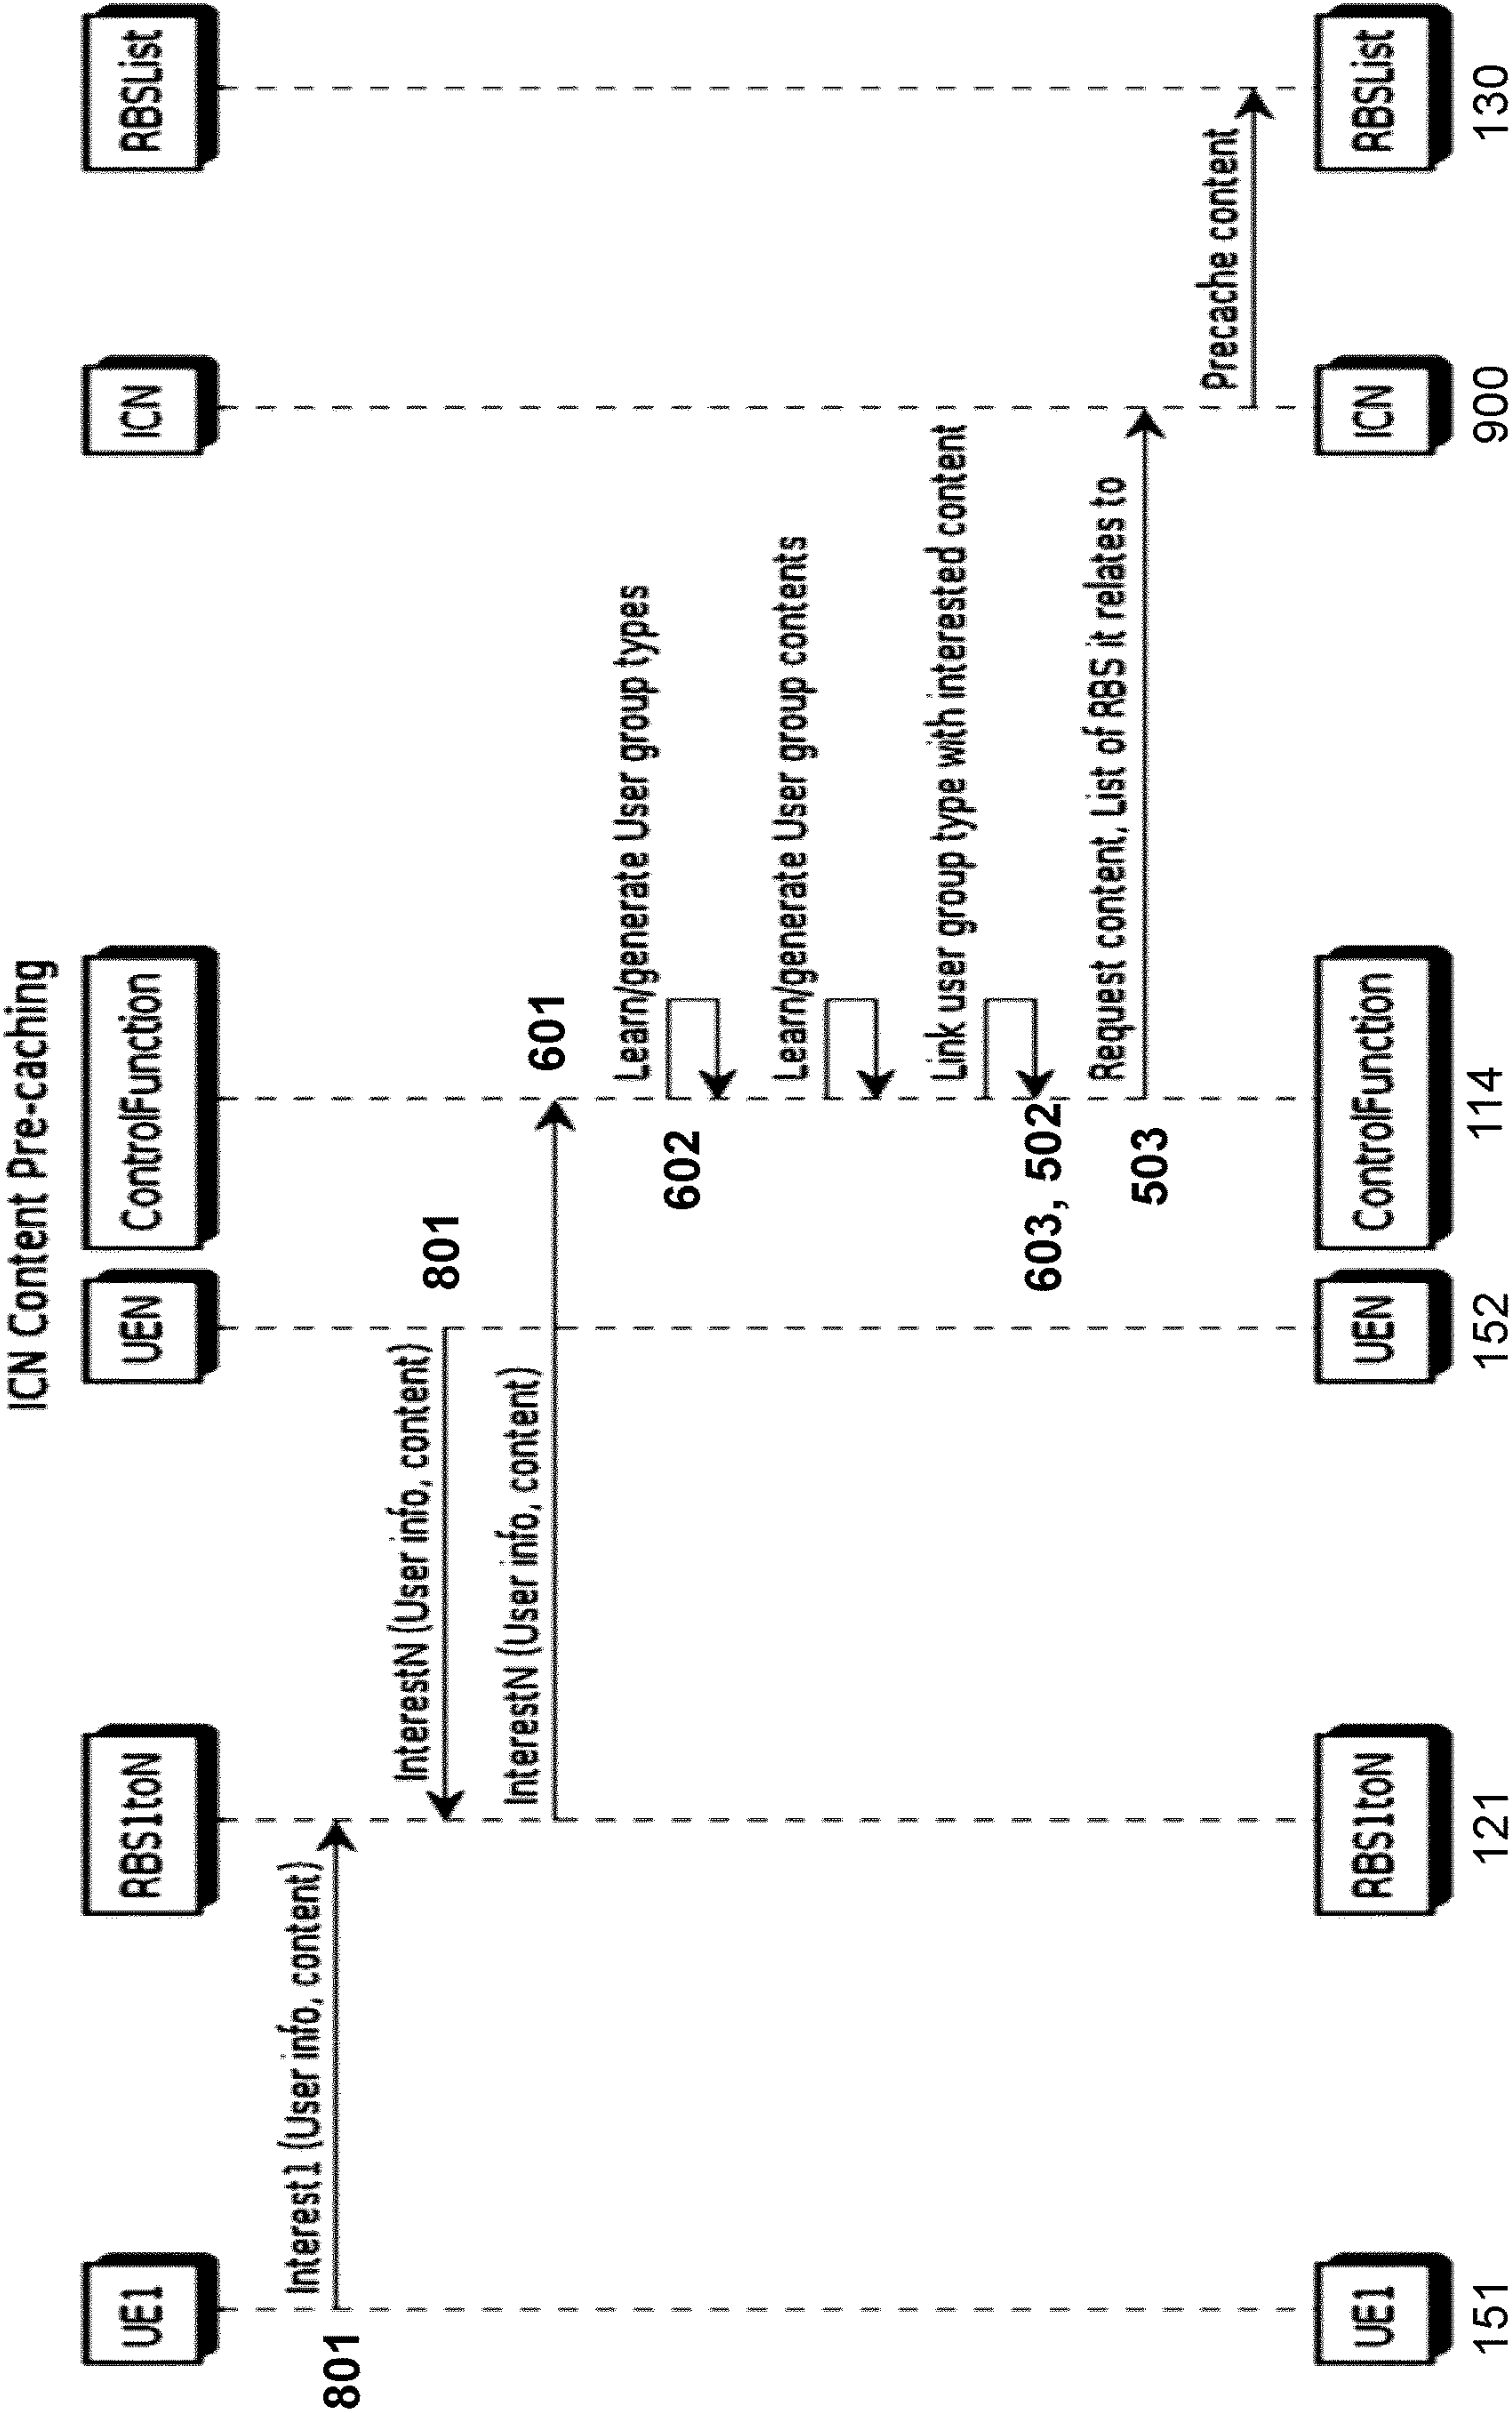 ICN Content Pre-caching
UE1
RBS1toN
UEN
ControlFunction
ICN
RBSList
801
Interest1 (User info, content)
InterestN (User info, content)
801
InterestN (User info, content)
601
Learn/generate User group types
602
Learn/generate User group contents
Link user group type with interested content
603, 502
Request content, List of RBS it relates to
503
Precache content
UE1
RBS1toN
UEN
ControlFunction
ICN
RBSList
151
121
152
114
900
130